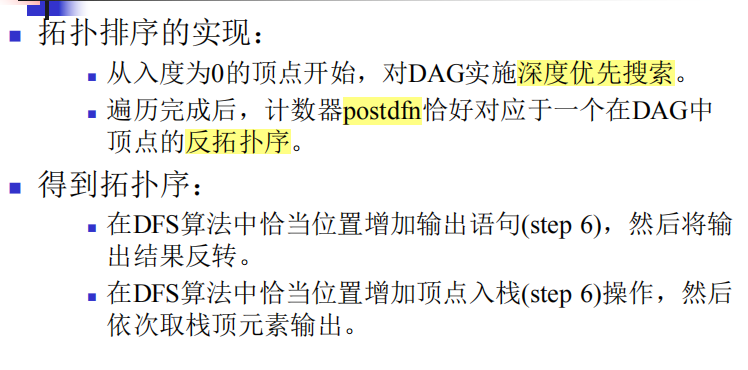 拓扑排序的实现：
从入度为0的顶点开始，对DAG实施深度优先搜索。
遍历完成后，计数器postdfn恰好对应于一个在DAG中
顶点的反拓扑序。
得到拓扑序：
在DFS算法中恰当位置增加输出语句(step 6)，然后将输
出结果反转。
在DFS算法中恰当位置增加顶点入栈(step 6)操作，然后
依次取栈顶元素输出。